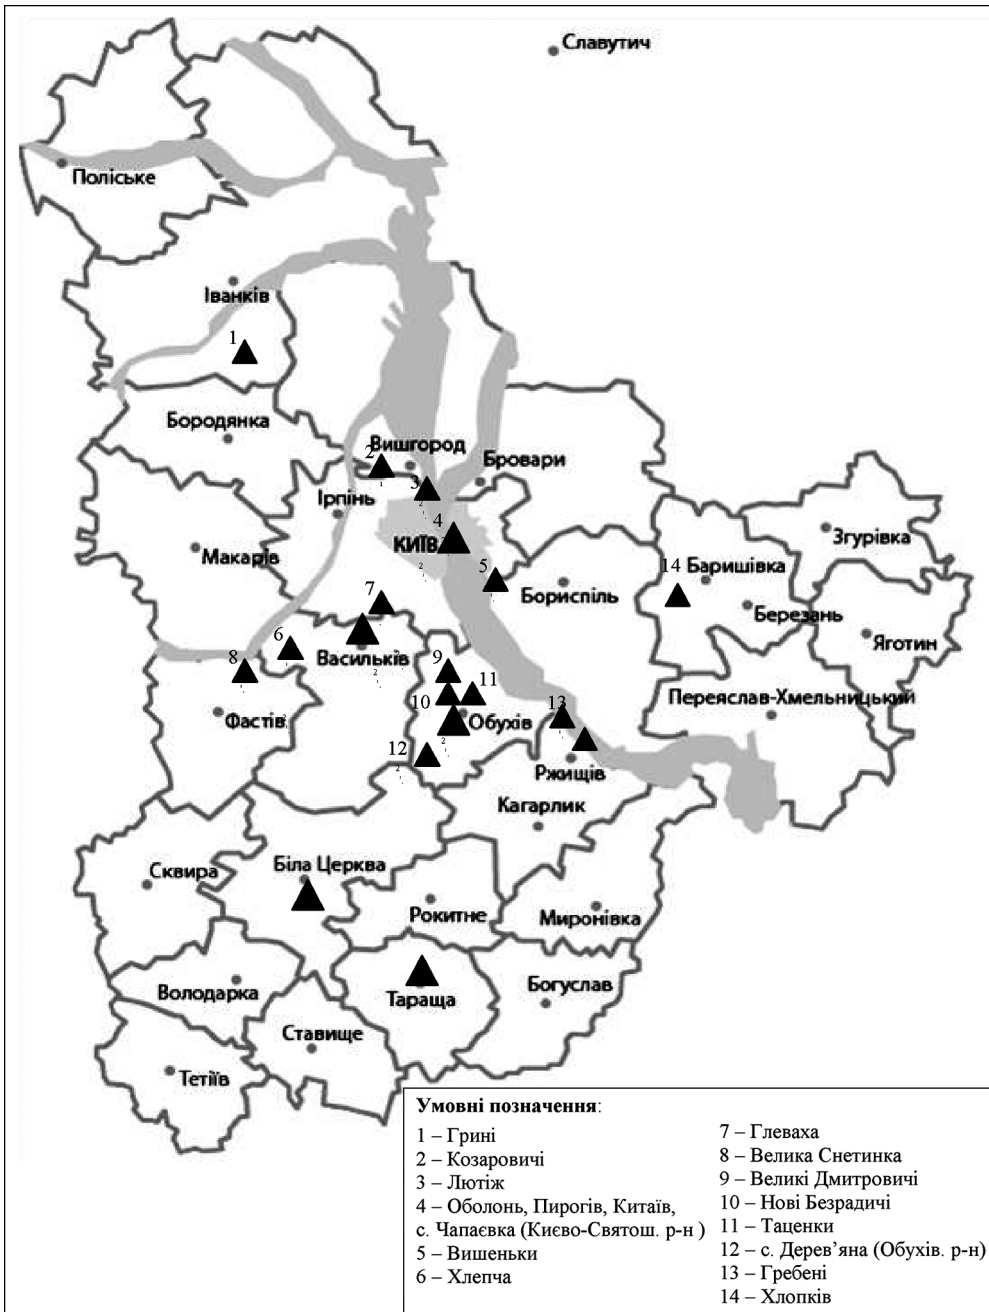 Славутич
Поліське
Іванків
1
Бородянка
Вишгород
2
Бровари
3
Ірпінь
4
КИЇВ
Згурівка
Макарів
2
5
14
Баришівка
Бориспіль
7
Березань
6
Васильків
Яготин
8
9
2
11
Переяслав-Хмельницький
10
13
Фастів
Обухів
2
12
2
Ржищів
Кагарлик
Біла Церква
Сквира
Рокитне
Миронівка
Володарка
Тараща
Богуслав
Ставище
Тетіїв
Умовні позначення:
1 – Грині
2 – Козаровичі
3 – Лютіж
4 – Оболонь, Пирогів, Китаїв,
с. Чапаєвка (Києво-Святош. р-н )
5 – Вишеньки
6 – Хлепча
7 – Глеваха
8 – Велика Снетинка
9 – Великі Дмитровичі
10 – Нові Безрадичі
11 – Таценки
12 – с. Дерев’яна (Обухів. р-н)
13 – Гребені
14 – Хлопків